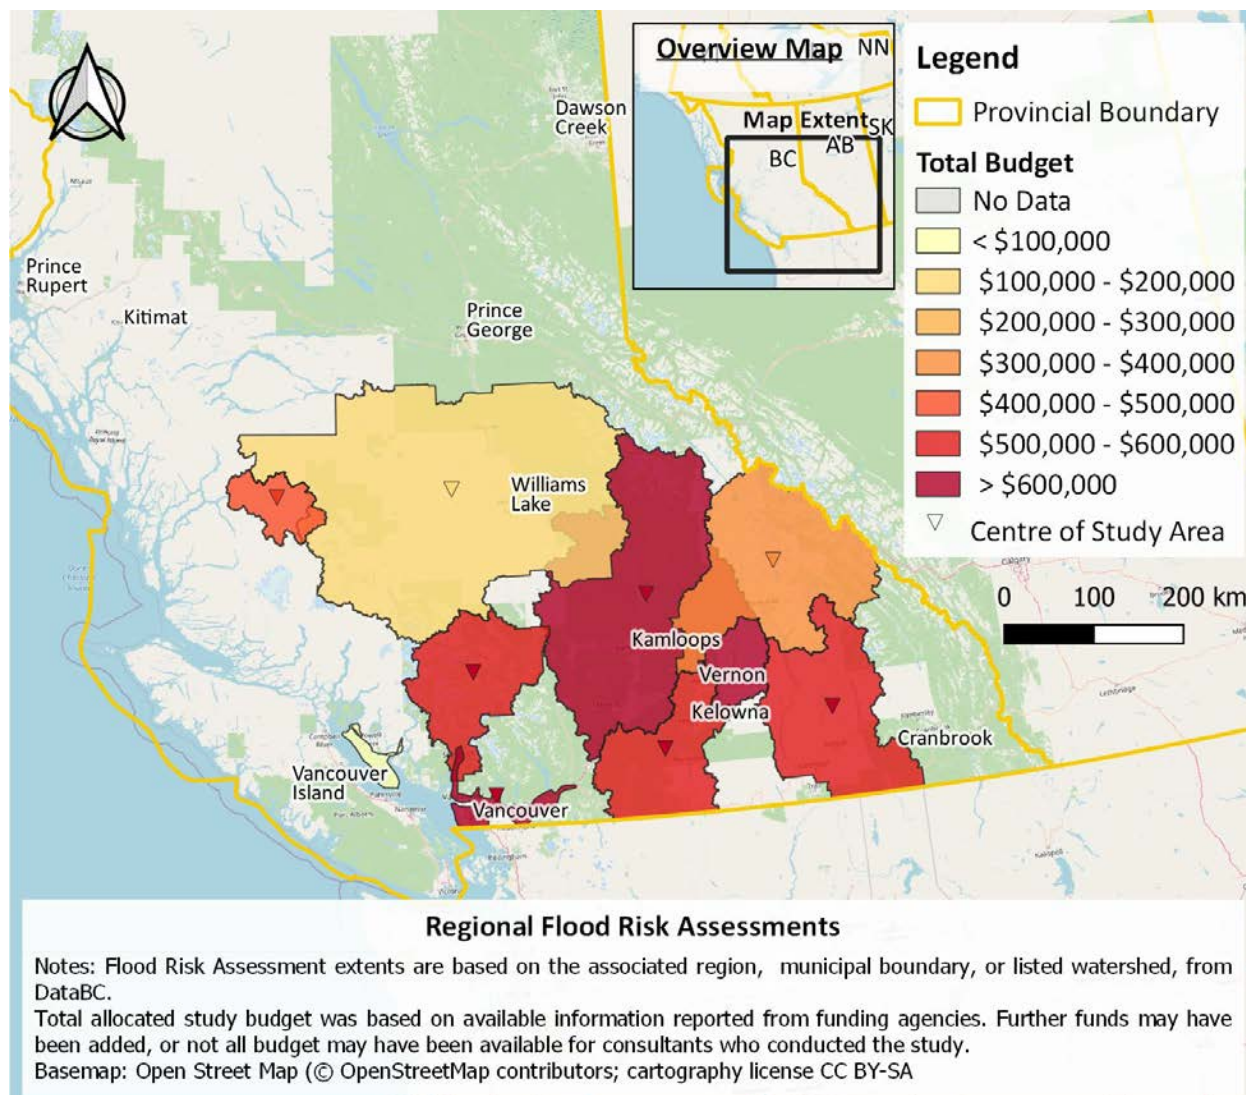 Overview Map
NN
Map Extent
SK
AB
BC
Legend
Provincial Boundary
Total Budget
No Data
< $100,000
$100,000 - $200,000
$200,000 - $300,000
$300,000 - $400,000
$400,000 - $500,000
$500,000 - $600,000
> $600,000
Centre of Study Area
0 100 200 km
Dawson
Creek
Prince
Rupert
Kitimat
Prince
George
Williams
Lake
Kamloops
Vernon
Kelowna
Cranbrook
Vancouver
Island
Vancouver
Regional Flood Risk Assessments
Notes: Flood Risk Assessment extents are based on the associated region, municipal boundary, or listed watershed, from
DataBC.
Total allocated study budget was based on available information reported from funding agencies. Further funds may have
been added, or not all budget may have been available for consultants who conducted the study.
Basemap: Open Street Map (© OpenStreetMap contributors; cartography license CC BY-SA